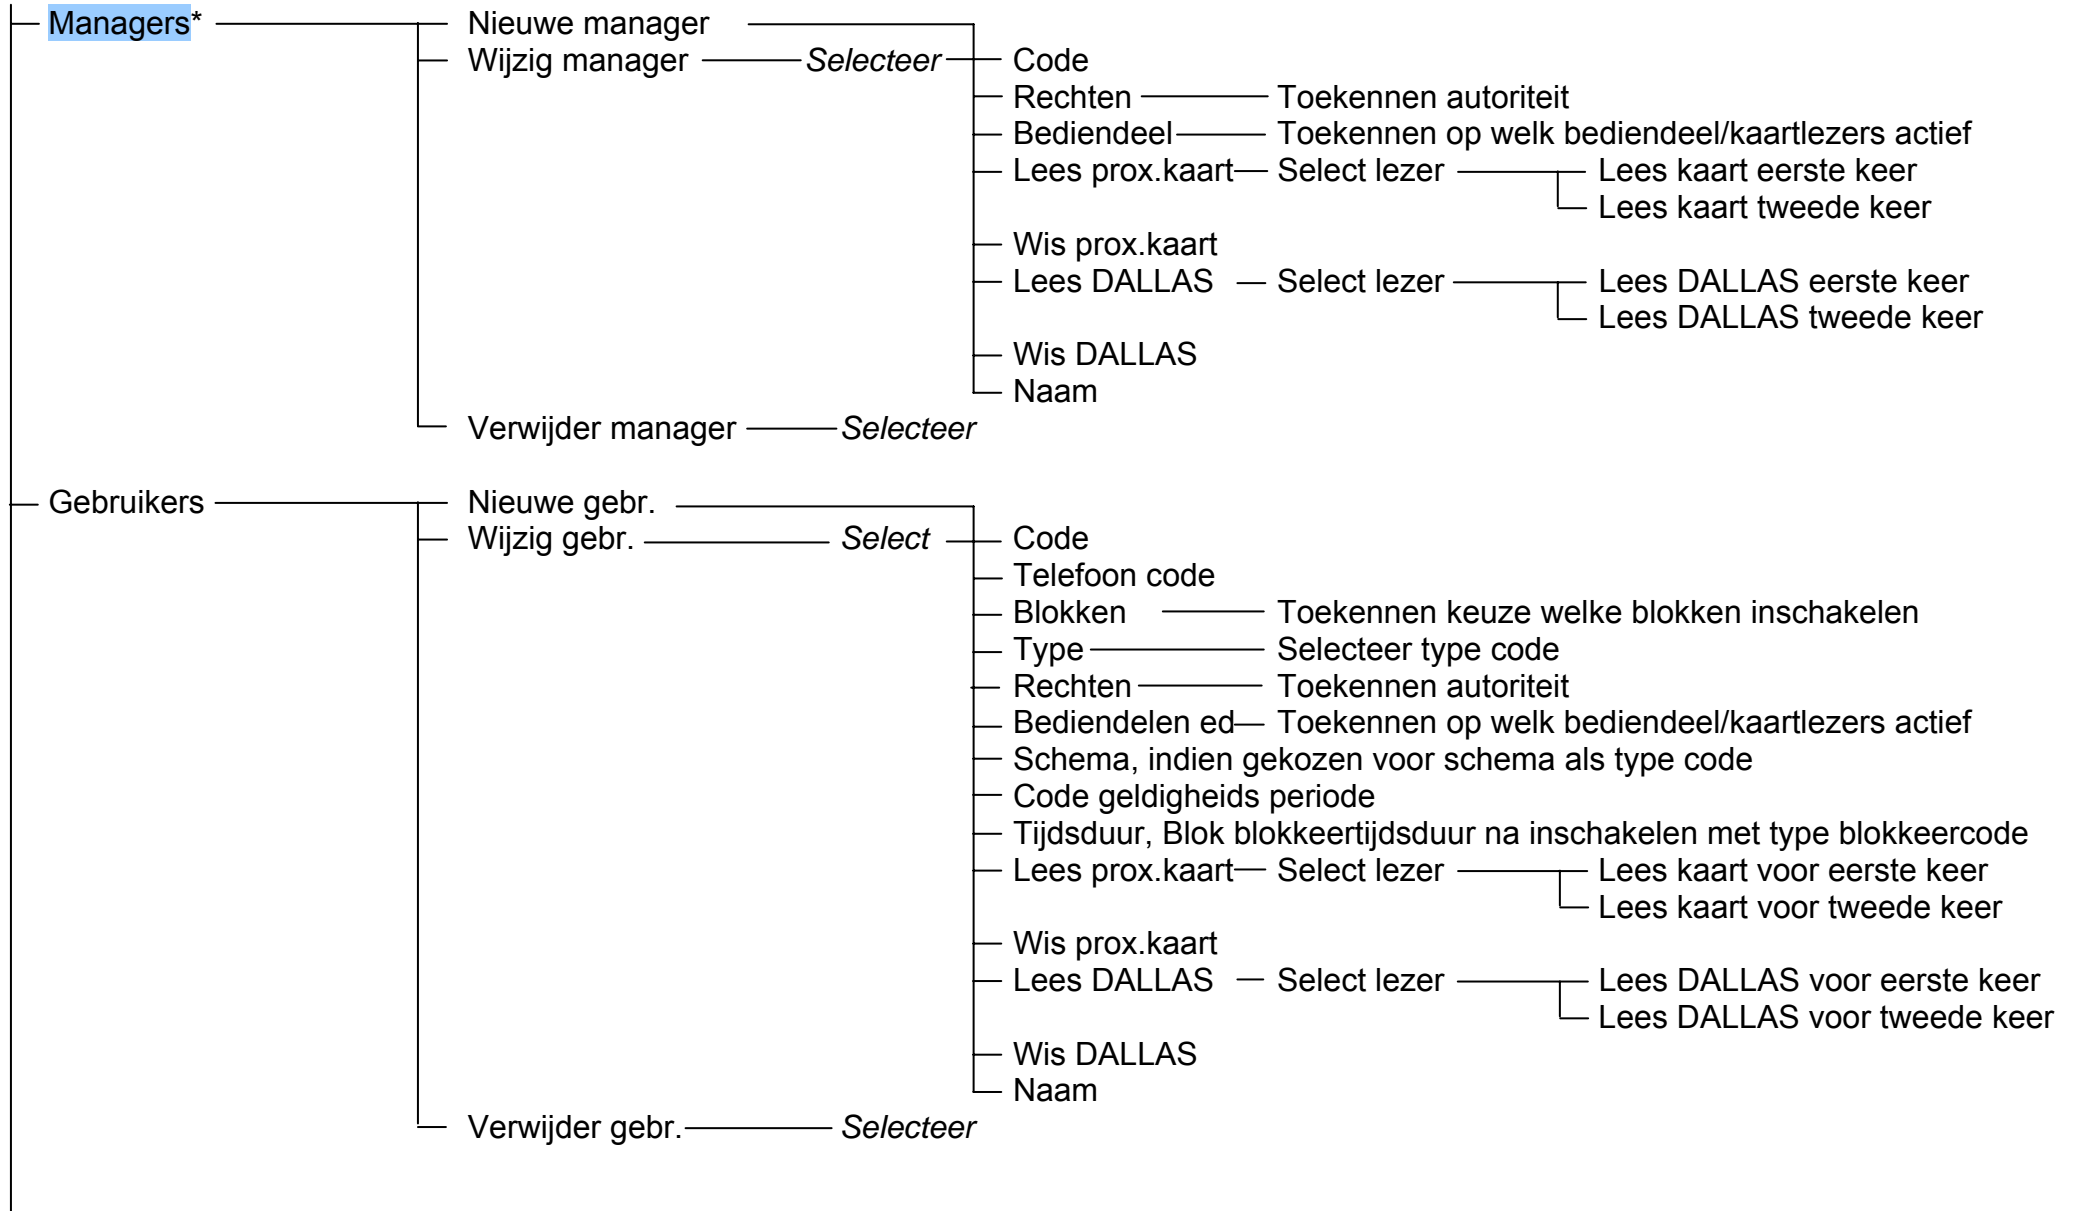 Managers* Nieuwe manager
Wijzig manager Selecteer Code
Rechten Toekennen autoriteit
Bediendeel Toekennen op welk bediendeel/kaartlezers actief
Lees prox.kaart Select lezer Lees kaart eerste keer
Lees kaart tweede keer
Wis prox.kaart
Lees DALLAS Select lezer Lees DALLAS eerste keer
Lees DALLAS tweede keer
Wis DALLAS
Naam
Verwijder manager Selecteer
Gebruikers Nieuwe gebr.
Wijzig gebr. Select Code
Telefoon code
Blokken Toekennen keuze welke blokken inschakelen
Type Selecteer type code
Rechten Toekennen autoriteit
Bediendelen ed Toekennen op welk bediendeel/kaartlezers actief
Schema, indien gekozen voor schema als type code
Code geldigheids periode
Tijdsduur, Blok blokkeertijdsduur na inschakelen met type blokkeercode
Lees prox.kaart Select lezer Lees kaart voor eerste keer
Lees kaart voor tweede keer
Wis prox.kaart
Lees DALLAS Select lezer Lees DALLAS voor eerste keer
Lees DALLAS voor tweede keer
Wis DALLAS
Naam
Verwijder gebr. Selecteer